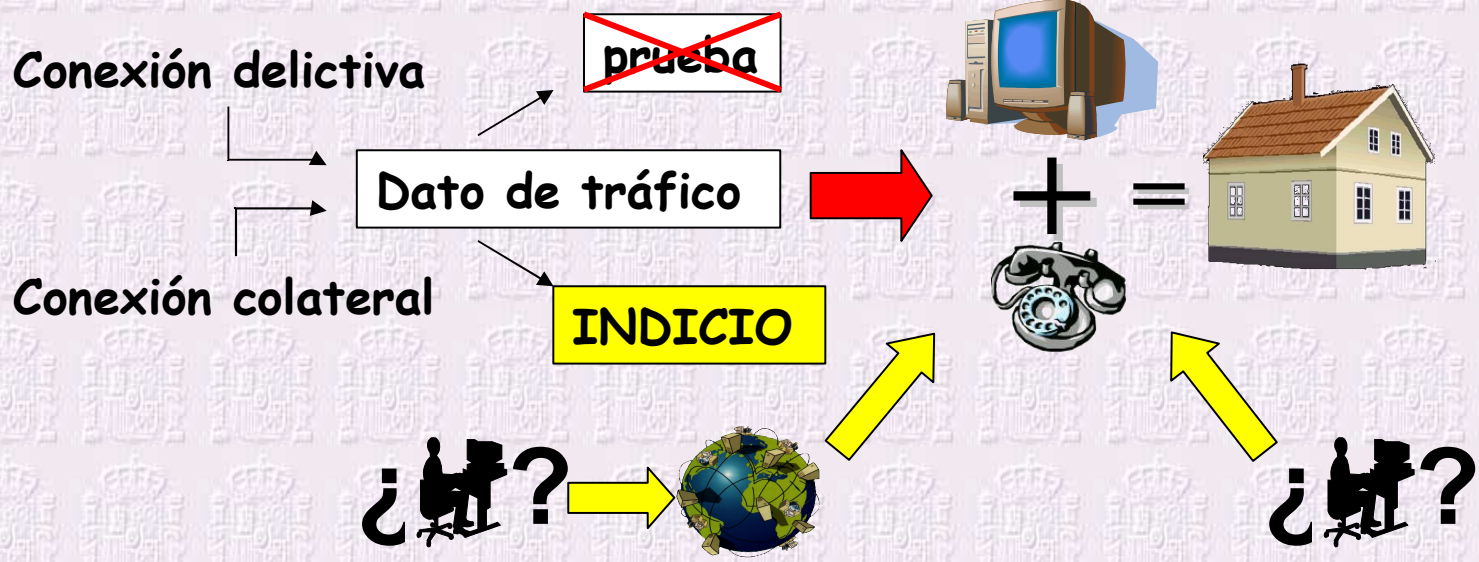 prueba
Conexión delictiva
Dato de tráfico
+ =
Conexión colateral
INDICIO
¿ ?
¿ ?